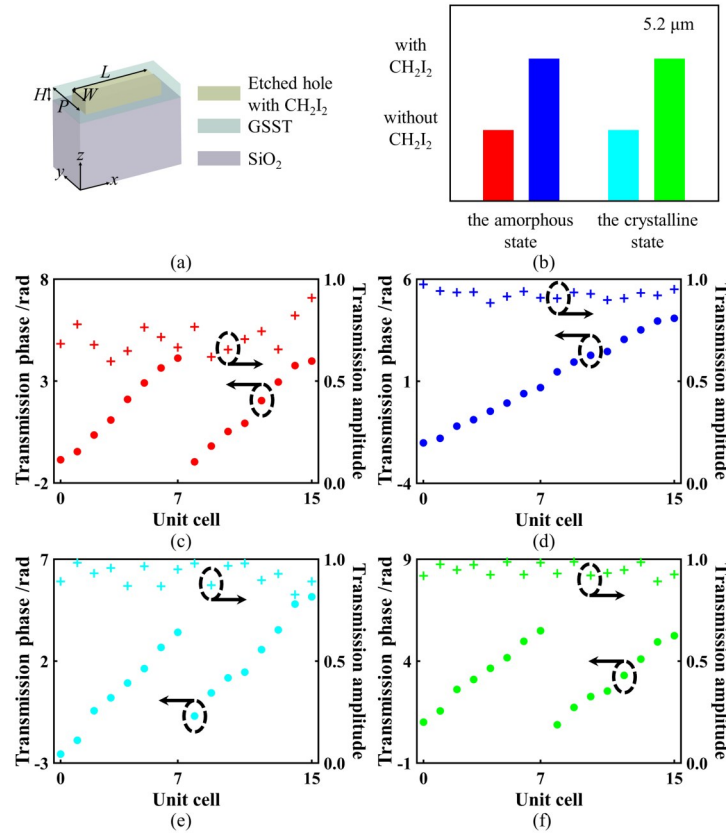 L
H
W
P
z
y
x
Etched hole
with CH₂I₂
GSST
SiO₂
(a)
5.2 μm
with
CH₂I₂
without
CH₂I₂
the amorphous
state
the crystalline
state
(b)
Transmission phase /rad
8
3
-2
0
7
15
Unit cell
1.0
0.5
0.0
Transmission amplitude
(c)
Transmission phase /rad
6
1
-4
0
7
15
Unit cell
1.0
0.5
0.0
Transmission amplitude
(d)
Transmission phase /rad
7
2
-3
0
7
15
Unit cell
1.0
0.5
0.0
Transmission amplitude
(e)
Transmission phase /rad
9
4
-1
0
7
15
Unit cell
1.0
0.5
0.0
Transmission amplitude
(f)